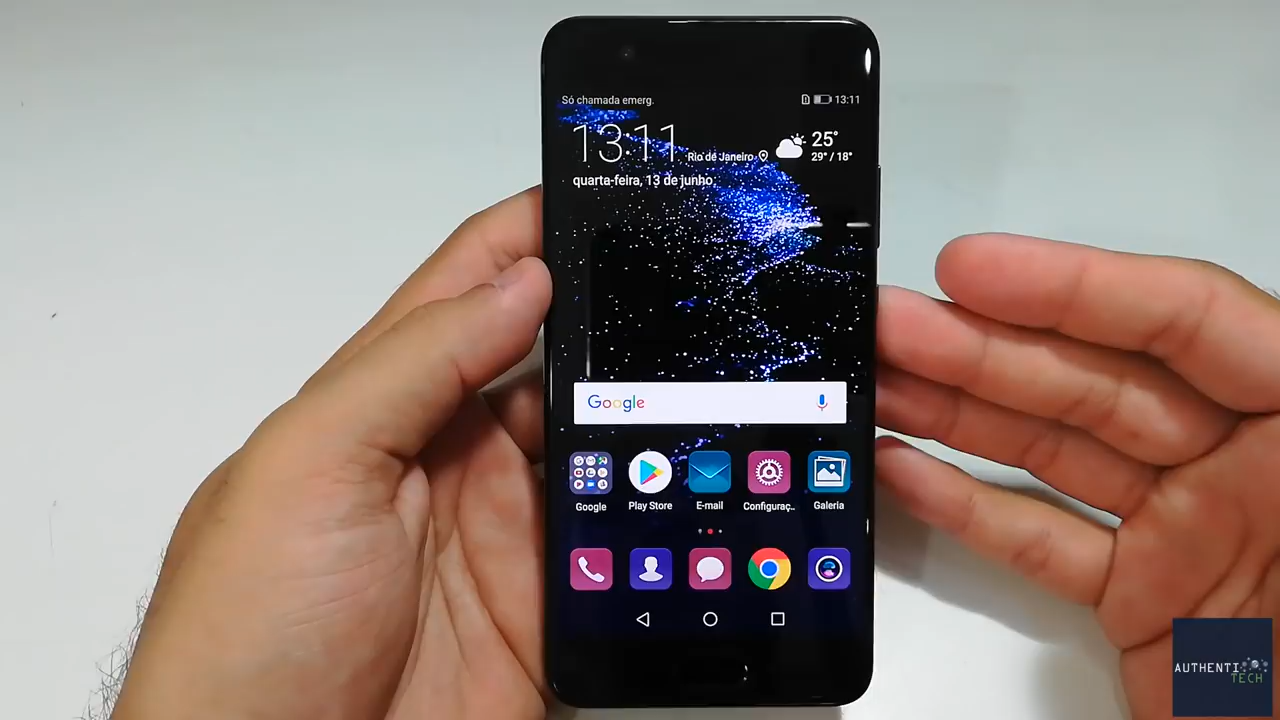 Só chamada emerg.
13:11
13:11
Rio de Janeiro
25°
29° / 18°
quarta-feira, 13 de junho
Google
Google
Play Store
E-mail
Configuraç..
Galeria
AUTHENTI
TECH